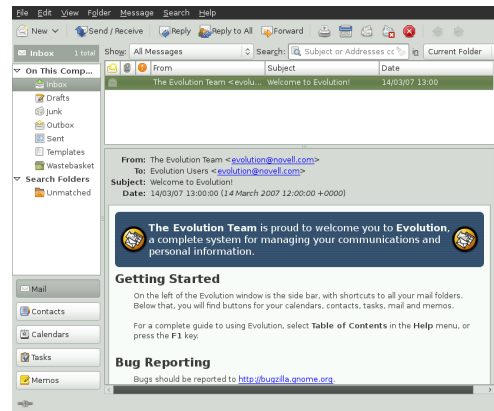 File Edit View Folder Message Search Help
New Send / Receive Reply Reply to All Forward
Inbox 1 total Show: All Messages Search: Subject or Addresses cc in Current Folder
On This Comp... From Subject Date
Inbox The Evolution Team <evolu... Welcome to Evolution! 14/03/07 13:00
Drafts
Junk
Outbox
Sent
Templates
Wastebasket
Search Folders
Unmatched
From: The Evolution Team <evolution@novell.com>
To: Evolution Users <evolution@novell.com>
Subject: Welcome to Evolution!
Date: 14/03/07 13:00:00 (14 March 2007 12:00:00 +0000)
The Evolution Team is proud to welcome you to Evolution,
a complete system for managing your communications and
personal information.
Getting Started
On the left of the Evolution window is the side bar, with shortcuts to all your mail folders.
Below that, you will find buttons for your calendars, contacts, tasks, mail and memos.
For a complete guide to using Evolution, select Table of Contents in the Help menu, or
press the F1 key.
Bug Reporting
Bugs should be reported to http://bugzilla.gnome.org.
Mail
Contacts
Calendars
Tasks
Memos